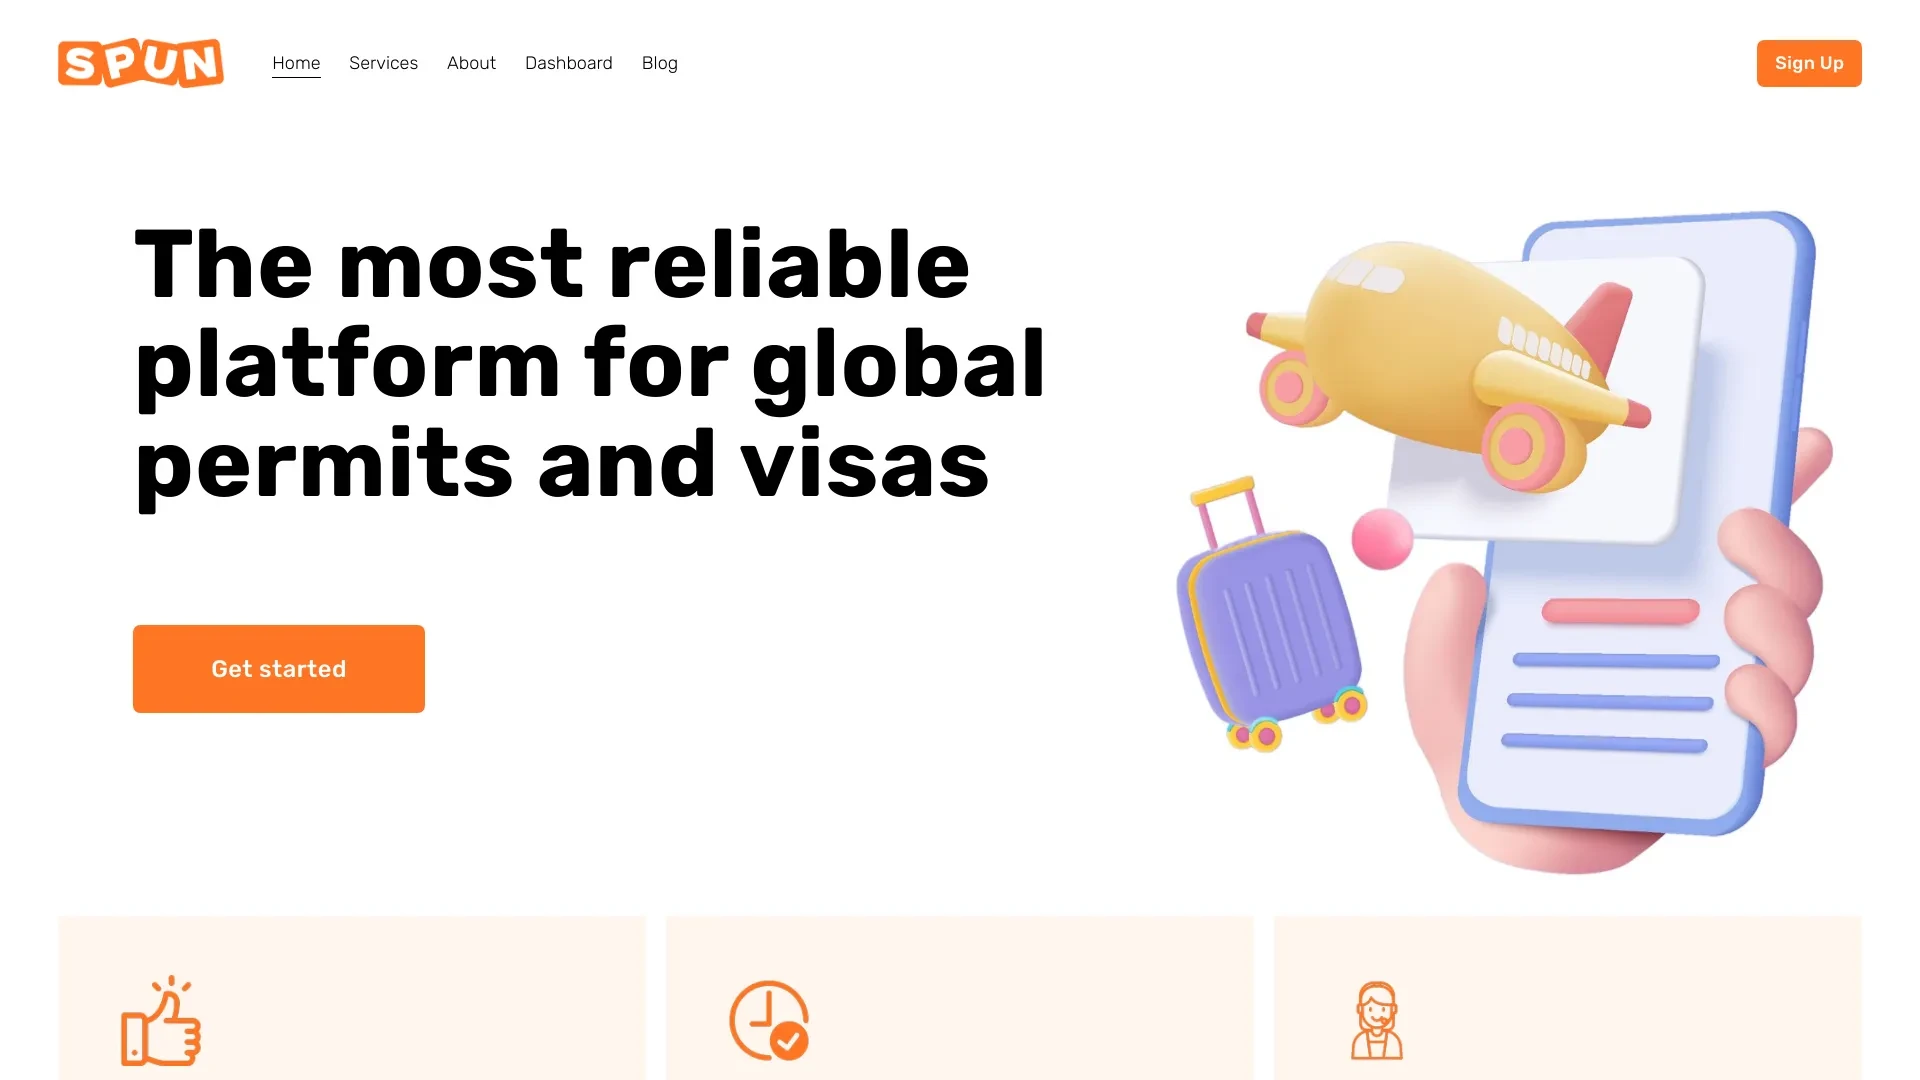 SPUN
Home Services About Dashboard Blog
Sign Up
The most reliable
platform for global
permits and visas
Get started